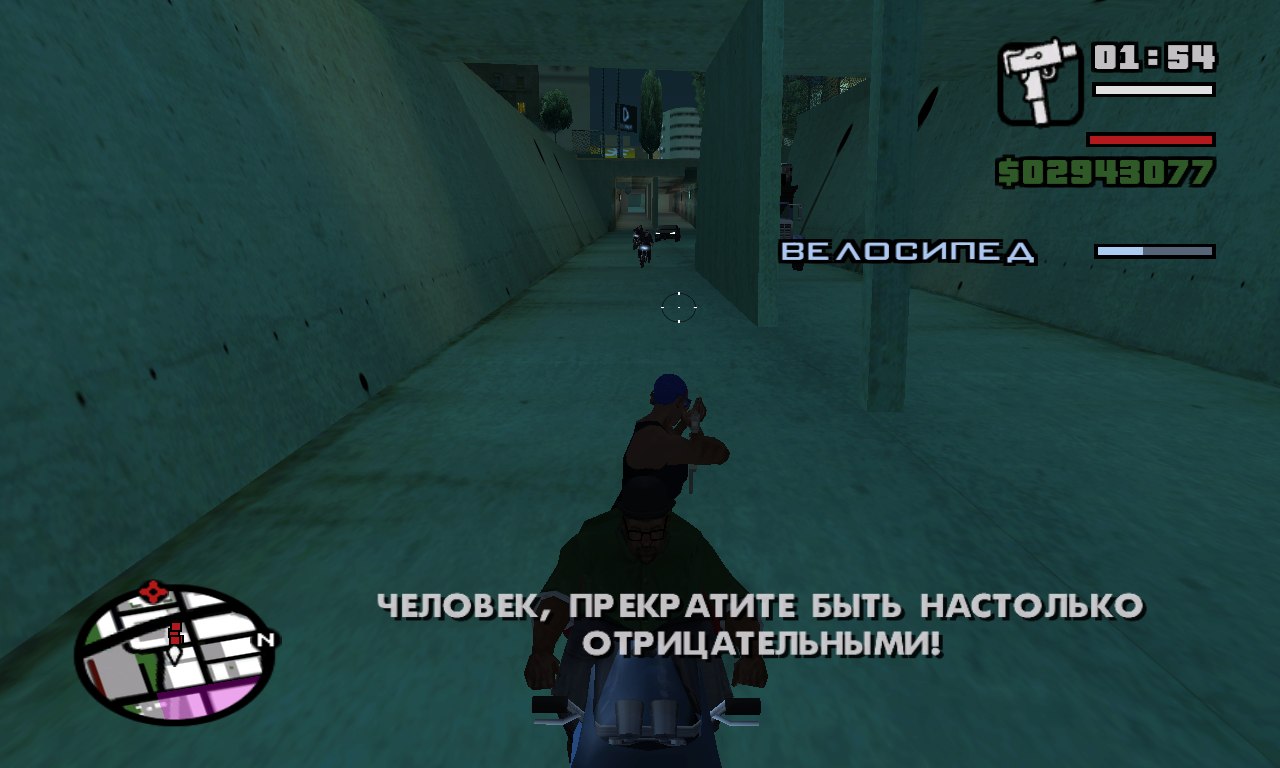 01:54
$02943077
ВЕЛОСИПЕД
N
ЧЕЛОВЕК, ПРЕКРАТИТЕ БЫТЬ НАСТОЛЬКО
ОТРИЦАТЕЛЬНЫМИ!